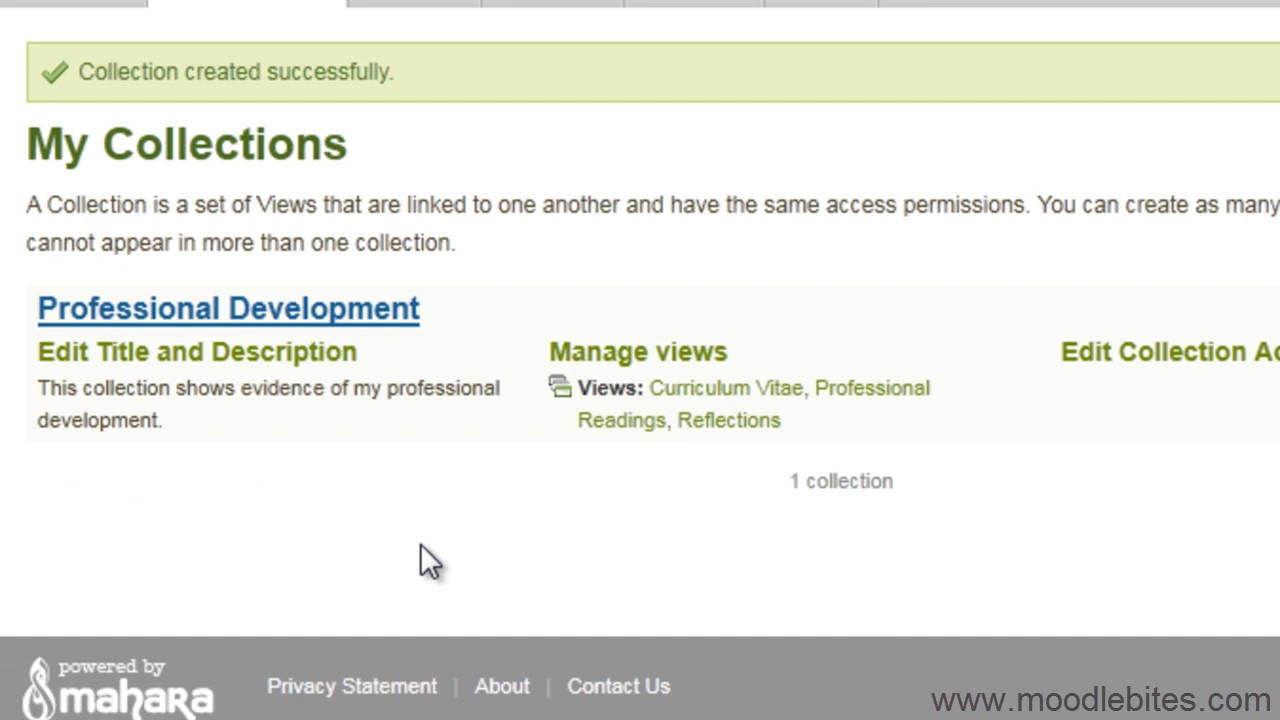 Collection created successfully.
My Collections
A Collection is a set of Views that are linked to one another and have the same access permissions. You can create as many
cannot appear in more than one collection.
Professional Development
Edit Title and Description
This collection shows evidence of my professional
development.
Manage views
Views: Curriculum Vitae, Professional
Readings, Reflections
Edit Collection Ac
1 collection
powered by
mahara
Privacy Statement | About | Contact Us
www.moodlebites.com